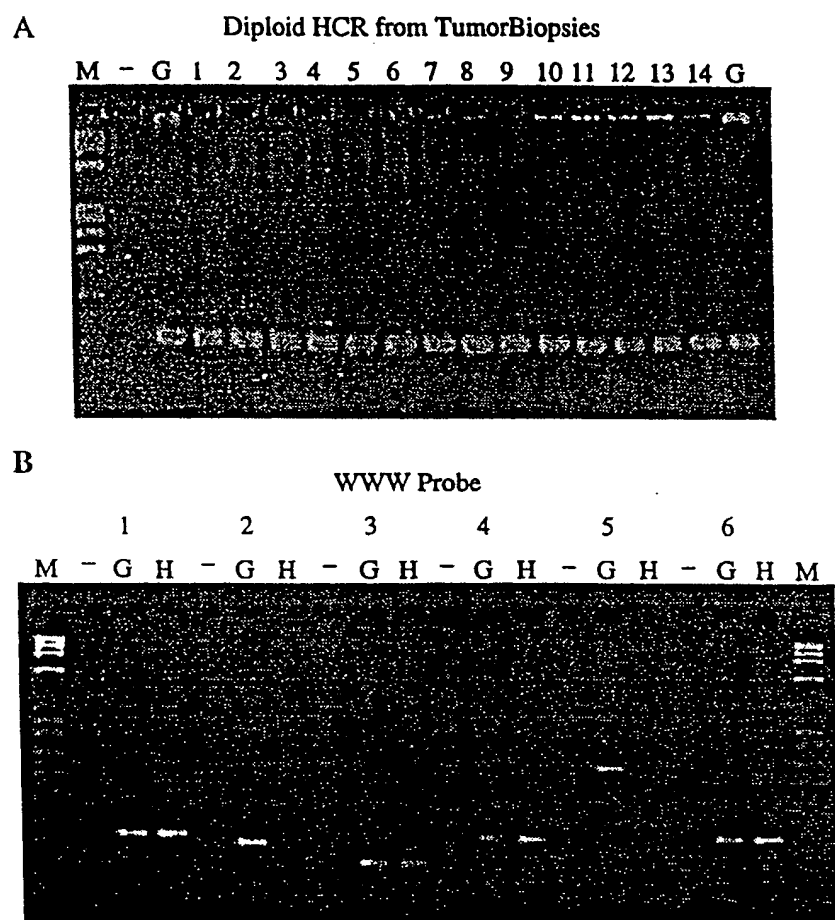 A
Diploid HCR from TumorBiopsies
M – G 1 2 3 4 5 6 7 8 9 10 11 12 13 14 G
B
WWW Probe
1 2 3 4 5 6
M – G H – G H – G H – G H – G H – G H M